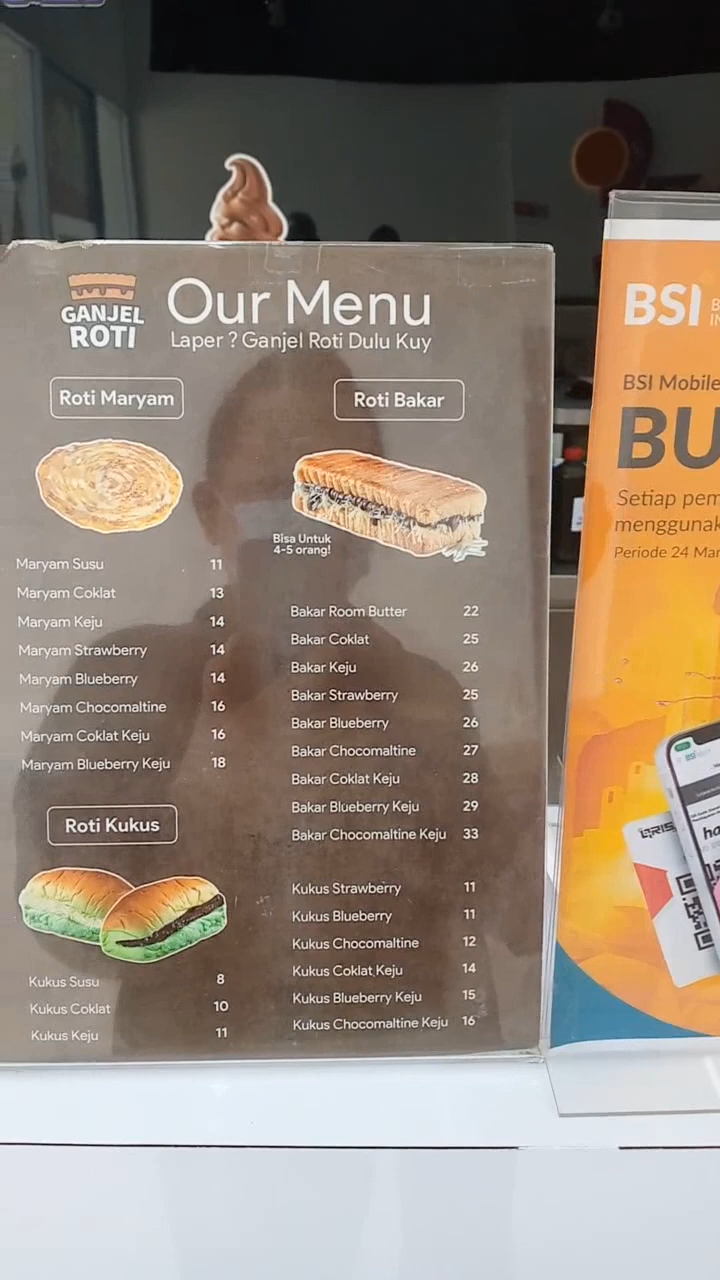 GANJEL
ROTI
Our Menu
Laper ? Ganjel Roti Dulu Kuy
Roti Maryam
Maryam Susu 11
Maryam Coklat 13
Maryam Keju 14
Maryam Strawberry 14
Maryam Blueberry 14
Maryam Chocomaltine 16
Maryam Coklat Keju 16
Maryam Blueberry Keju 18
Roti Bakar
Bisa Untuk
4-5 orang!
Bakar Room Butter 22
Bakar Coklat 25
Bakar Keju 26
Bakar Strawberry 25
Bakar Blueberry 26
Bakar Chocomaltine 27
Bakar Coklat Keju 28
Bakar Blueberry Keju 29
Bakar Chocomaltine Keju 33
Roti Kukus
Kukus Susu 8
Kukus Coklat 10
Kukus Keju 11
Kukus Strawberry 11
Kukus Blueberry 11
Kukus Chocomaltine 12
Kukus Coklat Keju 14
Kukus Blueberry Keju 15
Kukus Chocomaltine Keju 16
BSI
BSI Mobile
BU
Setiap pem
menggunak
Periode 24 Mar
QRIS